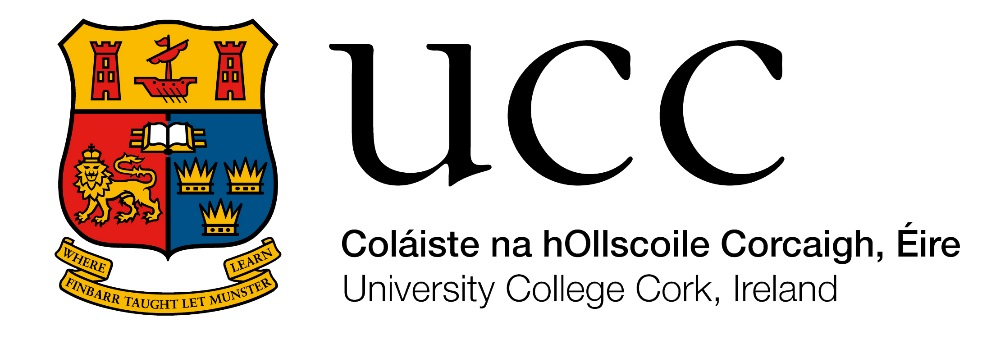 ucc
Coláiste na hOllscoile Corcaigh, Éire
University College Cork, Ireland
WHERE
FINBARR TAUGHT LET MUNSTER
LEARN